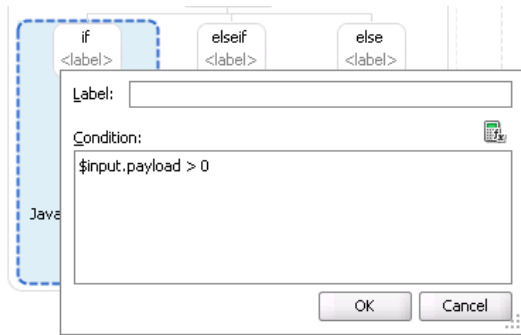 if
elseif
else
<label>
<label>
<label>
Label:
Condition:
$input.payload > 0
Java
OK
Cancel